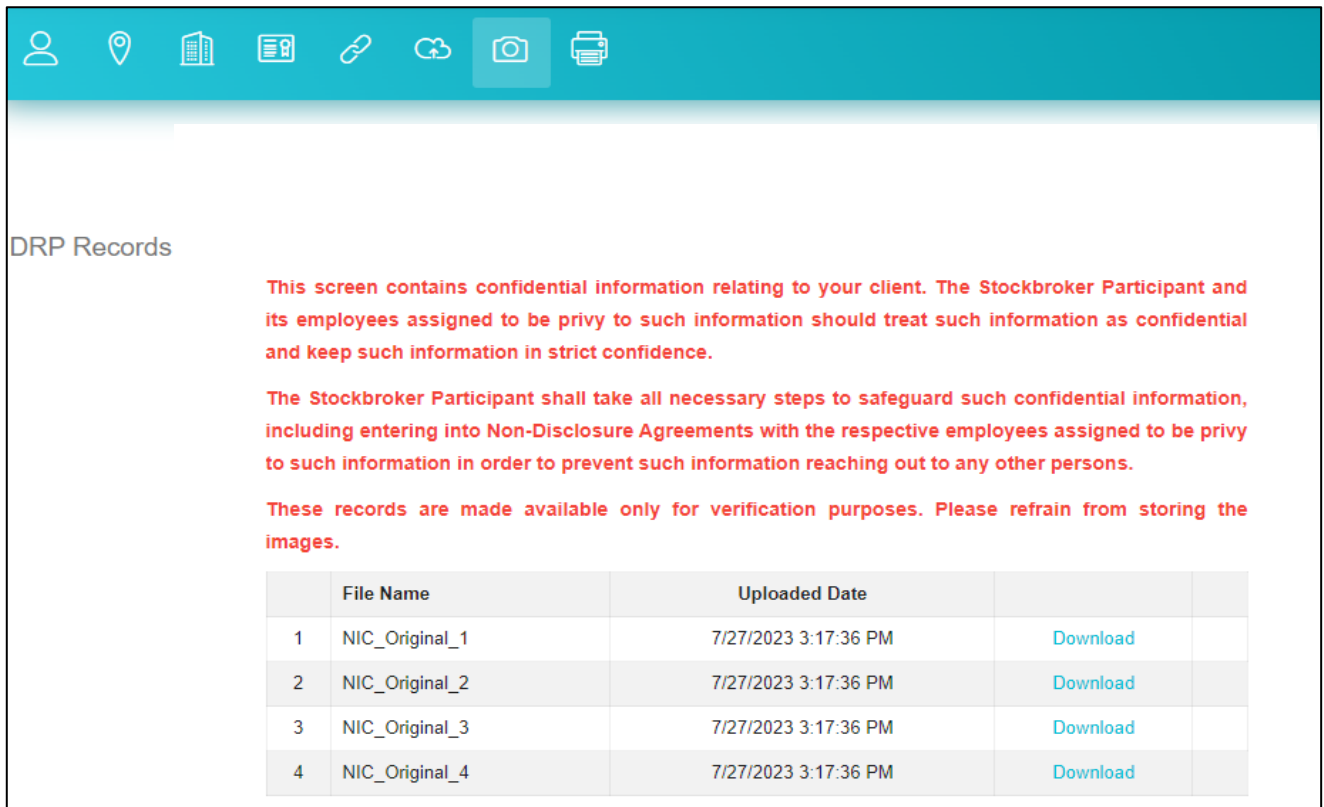 DRP Records
This screen contains confidential information relating to your client. The Stockbroker Participant and
its employees assigned to be privy to such information should treat such information as confidential
and keep such information in strict confidence.
The Stockbroker Participant shall take all necessary steps to safeguard such confidential information,
including entering into Non-Disclosure Agreements with the respective employees assigned to be privy
to such information in order to prevent such information reaching out to any other persons.
These records are made available only for verification purposes. Please refrain from storing the
images.
File Name Uploaded Date
1 NIC_Original_1 7/27/2023 3:17:36 PM Download
2 NIC_Original_2 7/27/2023 3:17:36 PM Download
3 NIC_Original_3 7/27/2023 3:17:36 PM Download
4 NIC_Original_4 7/27/2023 3:17:36 PM Download